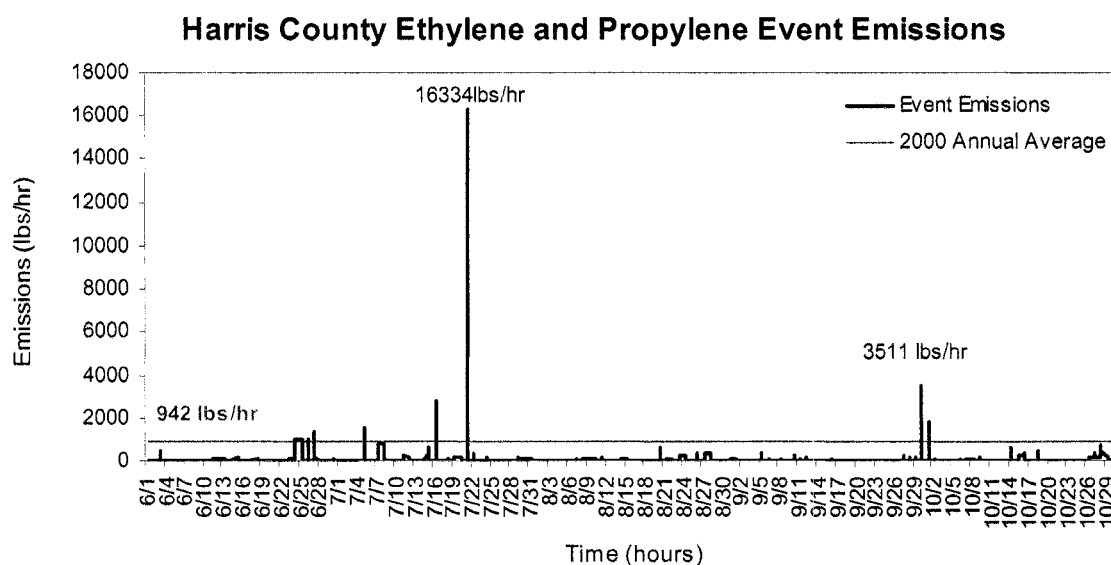 Harris County Ethylene and Propylene Event Emissions
18000
16000
14000
12000
10000
8000
6000
4000
2000
0
Emissions (lbs/hr)
16334lbs/hr
Event Emissions
2000 Annual Average
3511 lbs/hr
942 lbs/hr
6/1 6/4 6/7 6/10 6/13 6/16 6/19 6/22 6/25 6/28 7/1 7/4 7/7 7/10 7/13 7/16 7/19 7/22 7/25 7/28 7/31 8/3 8/6 8/9 8/12 8/15 8/18 8/21 8/24 8/27 8/30 9/2 9/5 9/8 9/11 9/14 9/17 9/20 9/23 9/26 9/29 10/2 10/5 10/8 10/11 10/14 10/17 10/20 10/23 10/26 10/29
Time (hours)